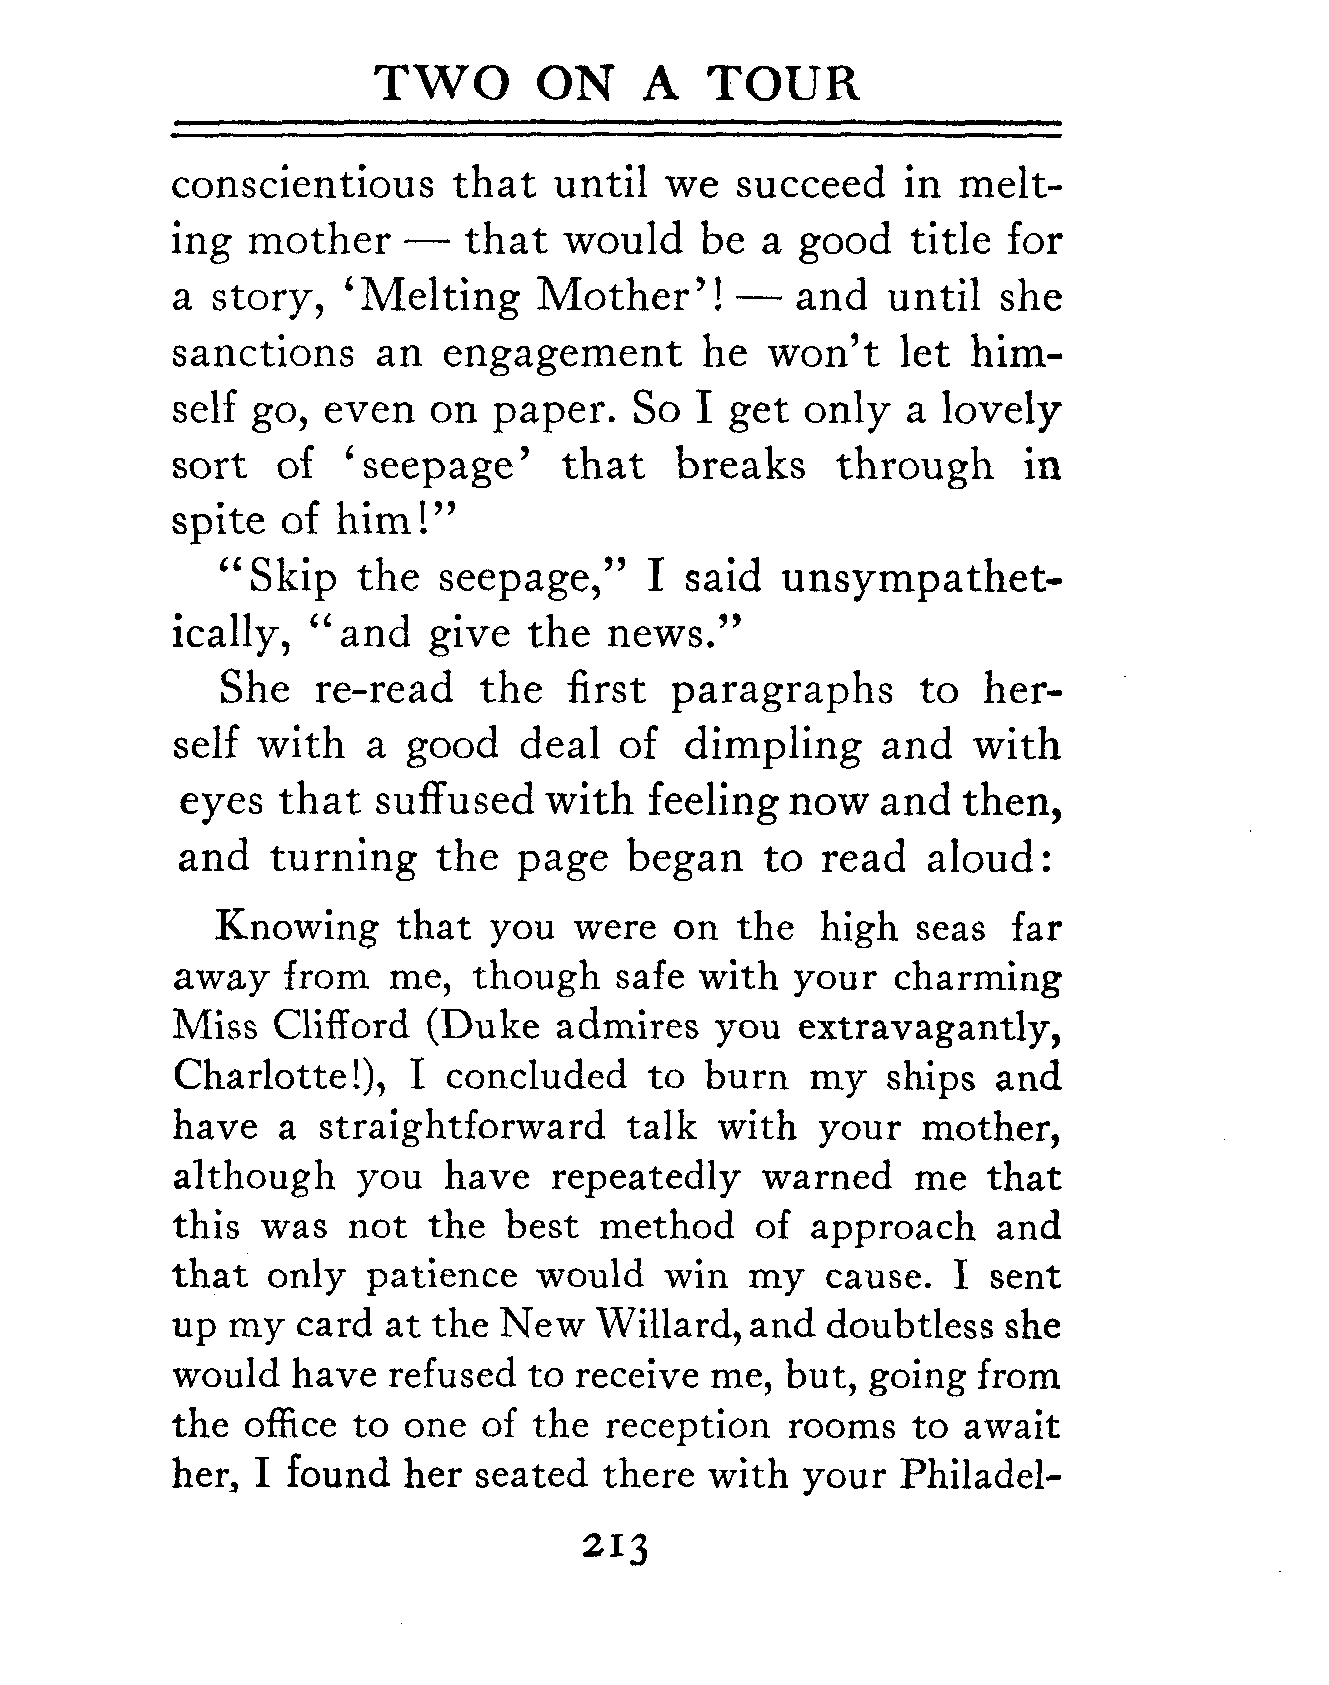 TWO ON A TOUR
conscientious that until we succeed in melt-
ing mother — that would be a good title for
a story, ‘Melting Mother’! — and until she
sanctions an engagement he won’t let him-
self go, even on paper. So I get only a lovely
sort of ‘seepage’ that breaks through in
spite of him!”
“Skip the seepage,” I said unsympathet-
ically, “and give the news.”
She re-read the first paragraphs to her-
self with a good deal of dimpling and with
eyes that suffused with feeling now and then,
and turning the page began to read aloud:
Knowing that you were on the high seas far
away from me, though safe with your charming
Miss Clifford (Duke admires you extravagantly,
Charlotte!), I concluded to burn my ships and
have a straightforward talk with your mother,
although you have repeatedly warned me that
this was not the best method of approach and
that only patience would win my cause. I sent
up my card at the New Willard, and doubtless she
would have refused to receive me, but, going from
the office to one of the reception rooms to await
her, I found her seated there with your Philadel-
213